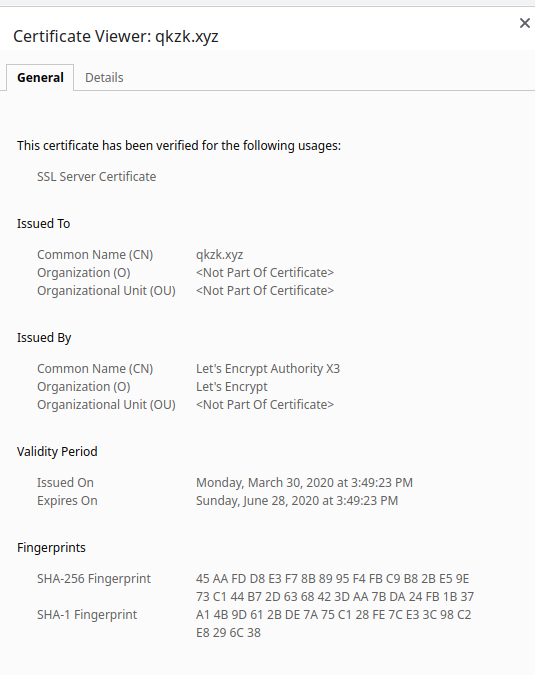 Certificate Viewer: qkzk.xyz
General Details
This certificate has been verified for the following usages:
SSL Server Certificate
Issued To
Common Name (CN) qkzk.xyz
Organization (O) <Not Part Of Certificate>
Organizational Unit (OU) <Not Part Of Certificate>
Issued By
Common Name (CN) Let's Encrypt Authority X3
Organization (O) Let's Encrypt
Organizational Unit (OU) <Not Part Of Certificate>
Validity Period
Issued On Monday, March 30, 2020 at 3:49:23 PM
Expires On Sunday, June 28, 2020 at 3:49:23 PM
Fingerprints
SHA-256 Fingerprint 45 AA FD D8 E3 F7 8B 89 95 F4 FB C9 B8 2B E5 9E
73 C1 44 B7 2D 63 68 42 3D AA 7B DA 24 FB 1B 37
SHA-1 Fingerprint A1 4B 9D 61 2B DE 7A 75 C1 28 FE 7C E3 3C 98 C2
E8 29 6C 38